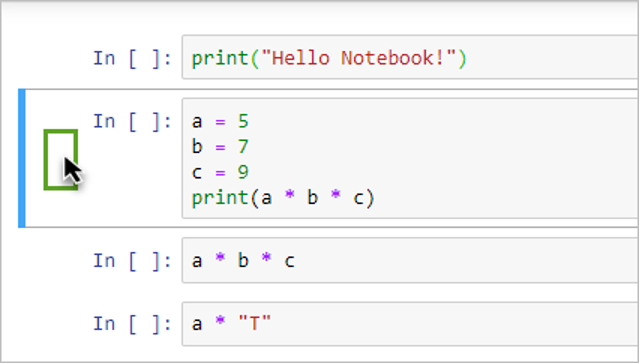 In [ ]: print("Hello Notebook!")
In [ ]: a = 5
b = 7
c = 9
print(a * b * c)
In [ ]: a * b * c
In [ ]: a * "T"